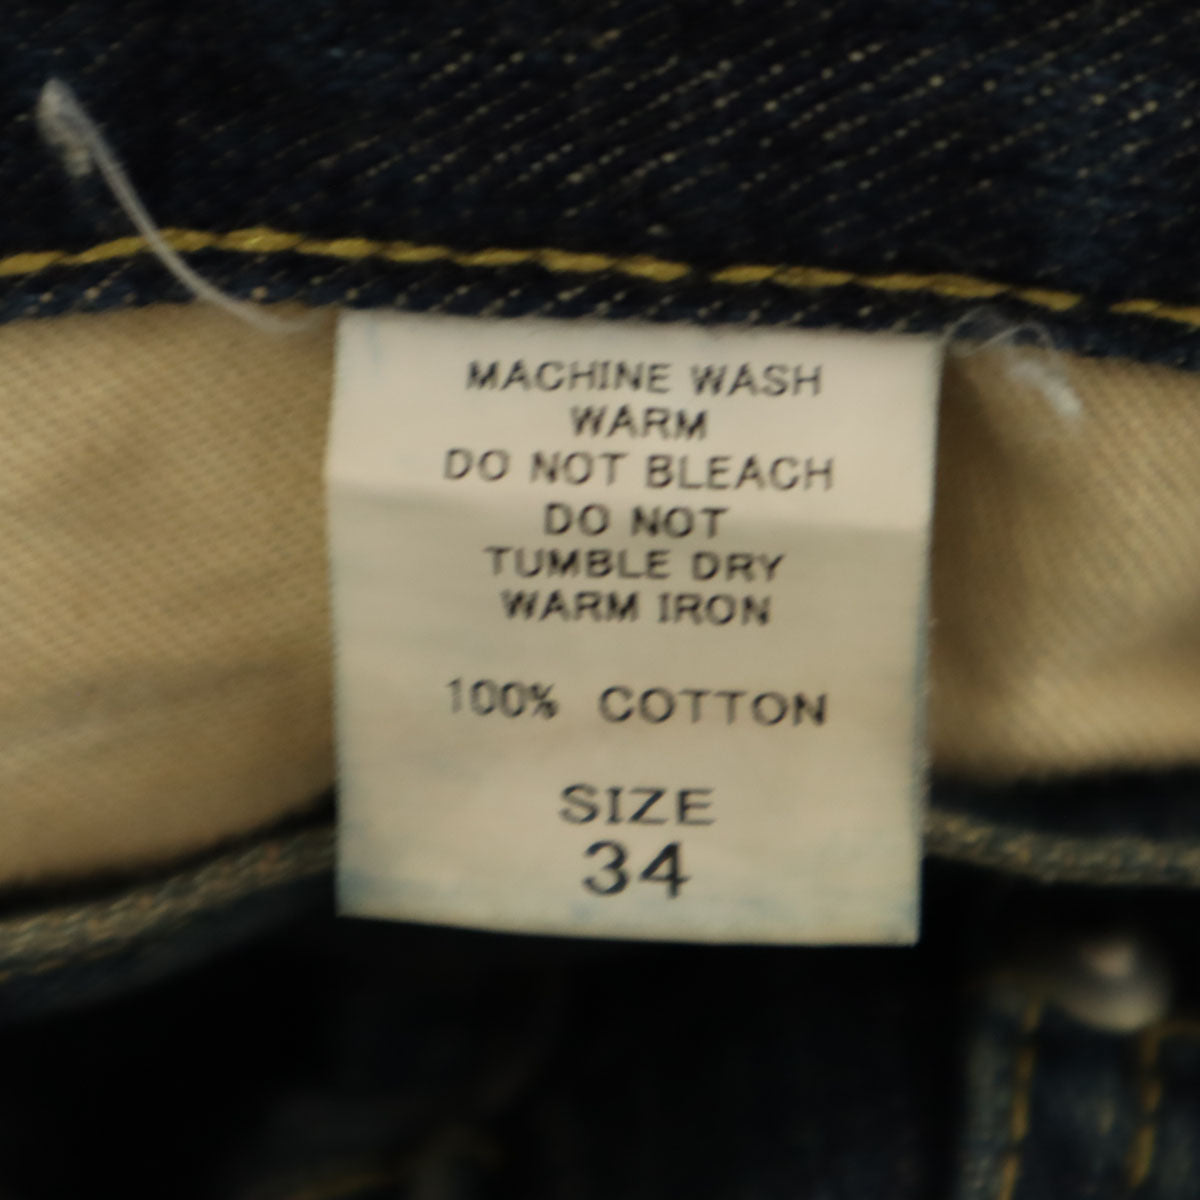 MACHINE WASH
WARM
DO NOT BLEACH
DO NOT
TUMBLE DRY
WARM IRON
100% COTTON
SIZE
34